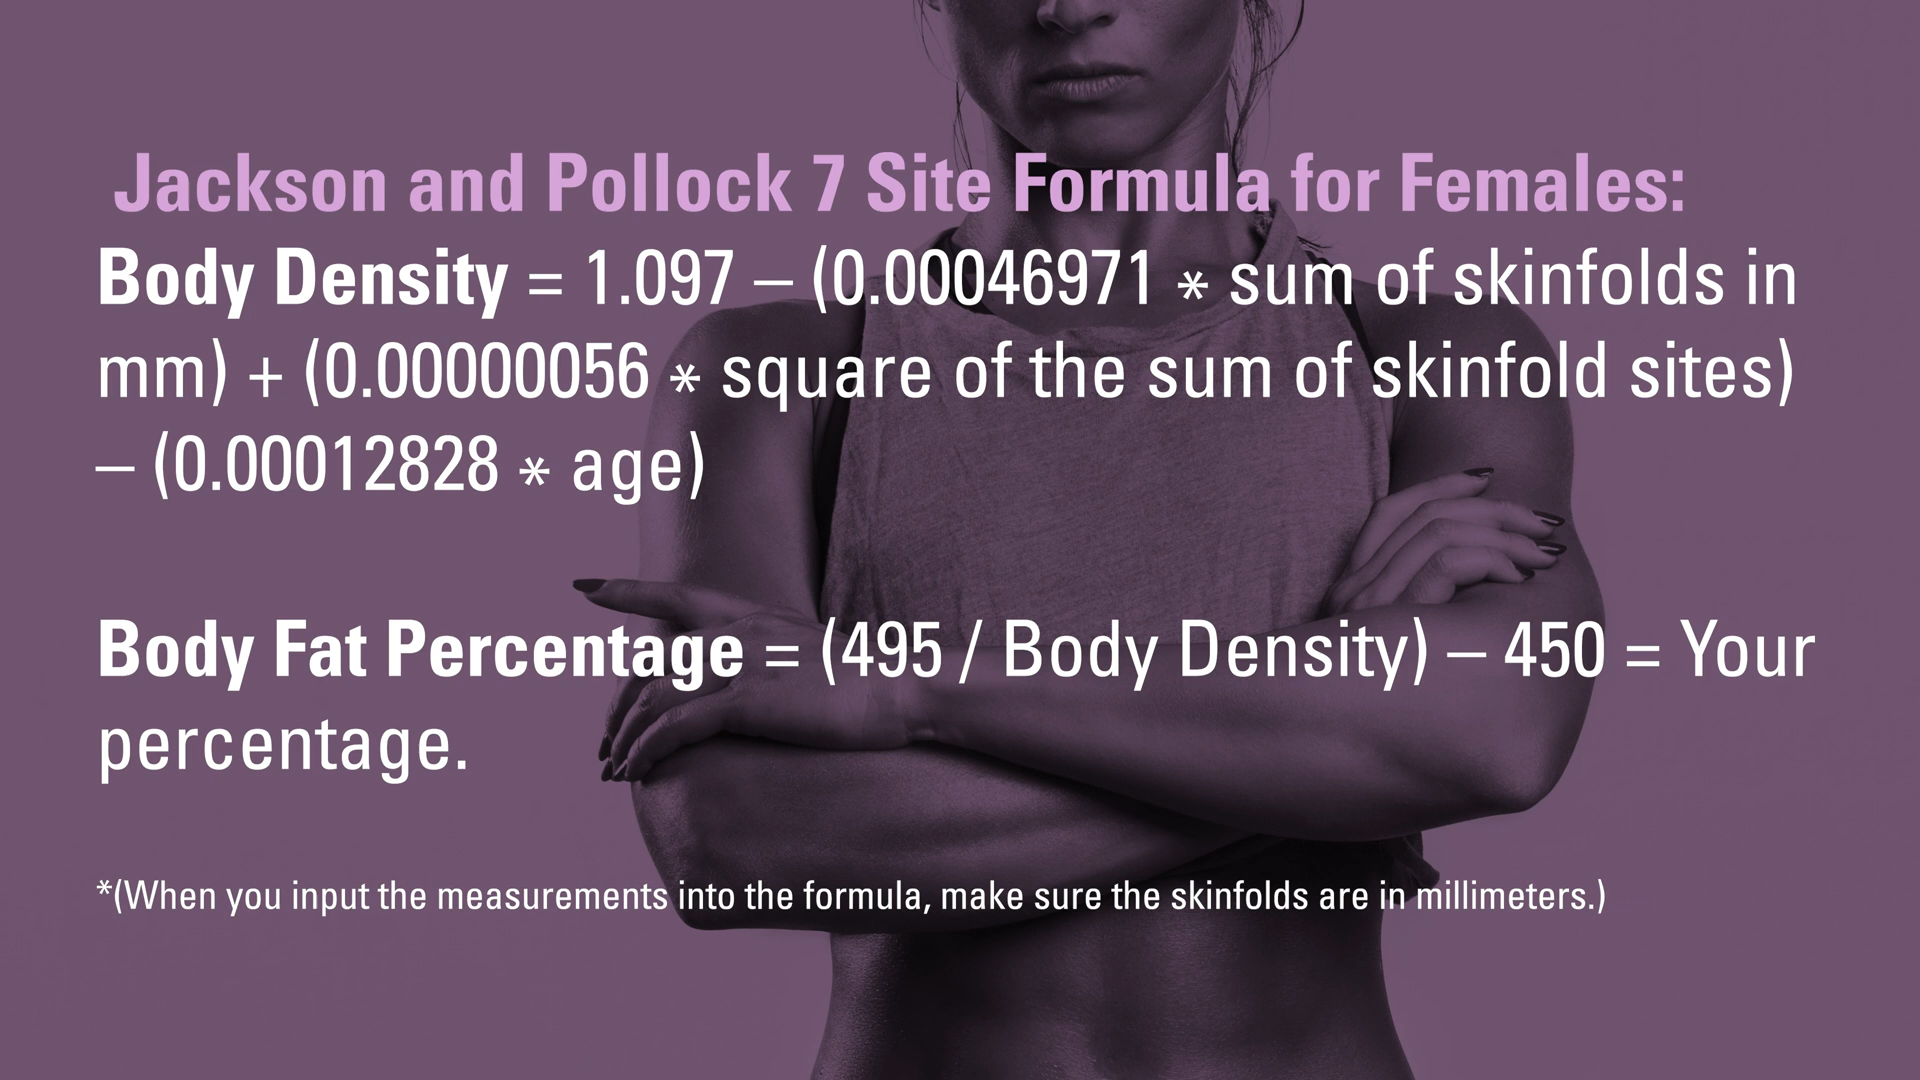 Jackson and Pollock 7 Site Formula for Females:
Body Density = 1.097 – (0.00046971 * sum of skinfolds in
mm) + (0.00000056 * square of the sum of skinfold sites)
– (0.00012828 * age)
Body Fat Percentage = (495 / Body Density) – 450 = Your
percentage.
*(When you input the measurements into the formula, make sure the skinfolds are in millimeters.)